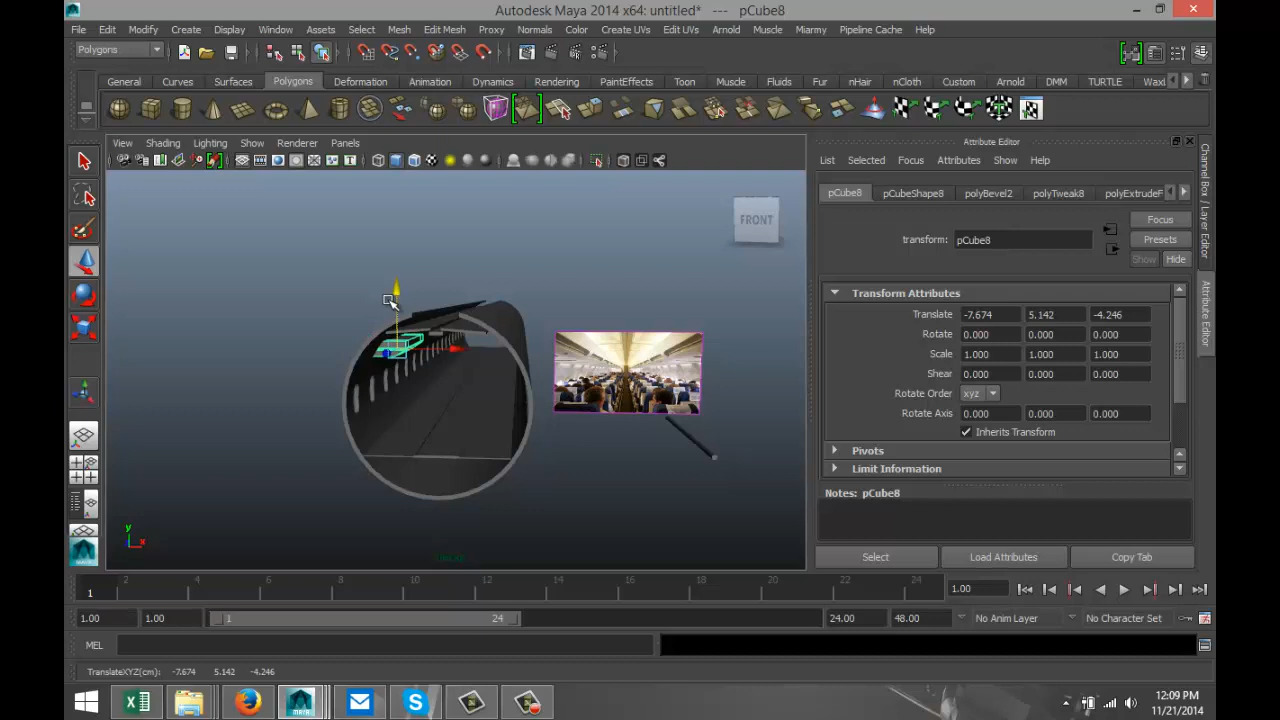 Autodesk Maya 2014 x64: untitled*   ---   pCube8
File Edit Modify Create Display Window Assets Select Mesh Edit Mesh Proxy Normals Color Create UVs Edit UVs Arnold Muscle Miarmy Pipeline Cache Help
Polygons
General Curves Surfaces Polygons Deformation Animation Dynamics Rendering PaintEffects Toon Muscle Fluids Fur nHair nCloth Custom Arnold DMM TURTLE Waxl
View Shading Lighting Show Renderer Panels
Attribute Editor
List Selected Focus Attributes Show Help
pCube8 pCubeShape8 polyBevel2 polyTweak8 polyExtrudeF
FRONT
Focus
transform: pCube8
Presets
Show Hide
Transform Attributes
Translate -7.674 5.142 -4.246
Rotate 0.000 0.000 0.000
Scale 1.000 1.000 1.000
Shear 0.000 0.000 0.000
Rotate Order xyz
Rotate Axis 0.000 0.000 0.000
Inherits Transform
Pivots
Limit Information
Notes: pCube8
Select Load Attributes Copy Tab
Channel Box / Layer Editor
Attribute Editor
y
x
2 4 6 8 10 12 14 16 18 20 22 24
1
1.00
1.00 1.00 1 24 24.00 48.00 No Anim Layer No Character Set
MEL
TranslateXYZ(cm): -7.674 5.142 -4.246
12:09 PM
11/21/2014